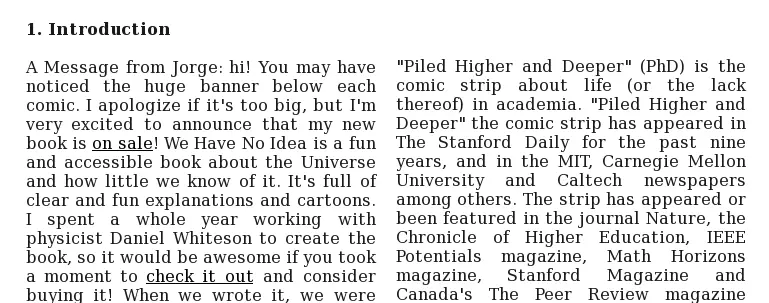 1. Introduction
A Message from Jorge: hi! You may have
noticed the huge banner below each
comic. I apologize if it's too big, but I'm
very excited to announce that my new
book is on sale! We Have No Idea is a fun
and accessible book about the Universe
and how little we know of it. It's full of
clear and fun explanations and cartoons.
I spent a whole year working with
physicist Daniel Whiteson to create the
book, so it would be awesome if you took
a moment to check it out and consider
buying it! When we wrote it, we were
"Piled Higher and Deeper" (PhD) is the
comic strip about life (or the lack
thereof) in academia. "Piled Higher and
Deeper" the comic strip has appeared in
The Stanford Daily for the past nine
years, and in the MIT, Carnegie Mellon
University and Caltech newspapers
among others. The strip has appeared or
been featured in the journal Nature, the
Chronicle of Higher Education, IEEE
Potentials magazine, Math Horizons
magazine, Stanford Magazine and
Canada's The Peer Review magazine